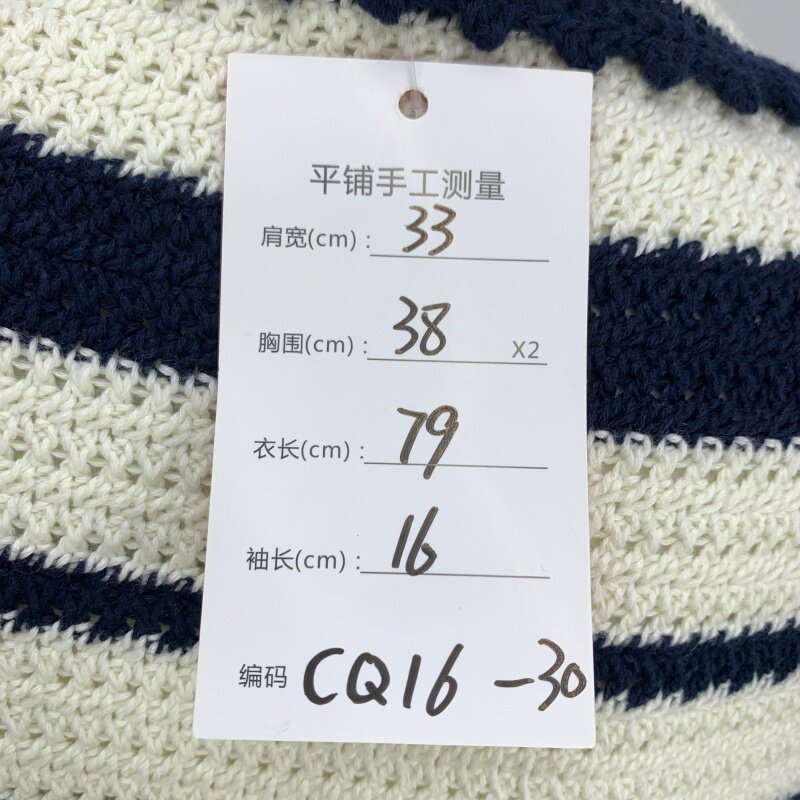 平铺手工测量
肩宽(cm): 33
胸围(cm): 38 X2
衣长(cm): 79
袖长(cm): 16
编码 CQ16-30